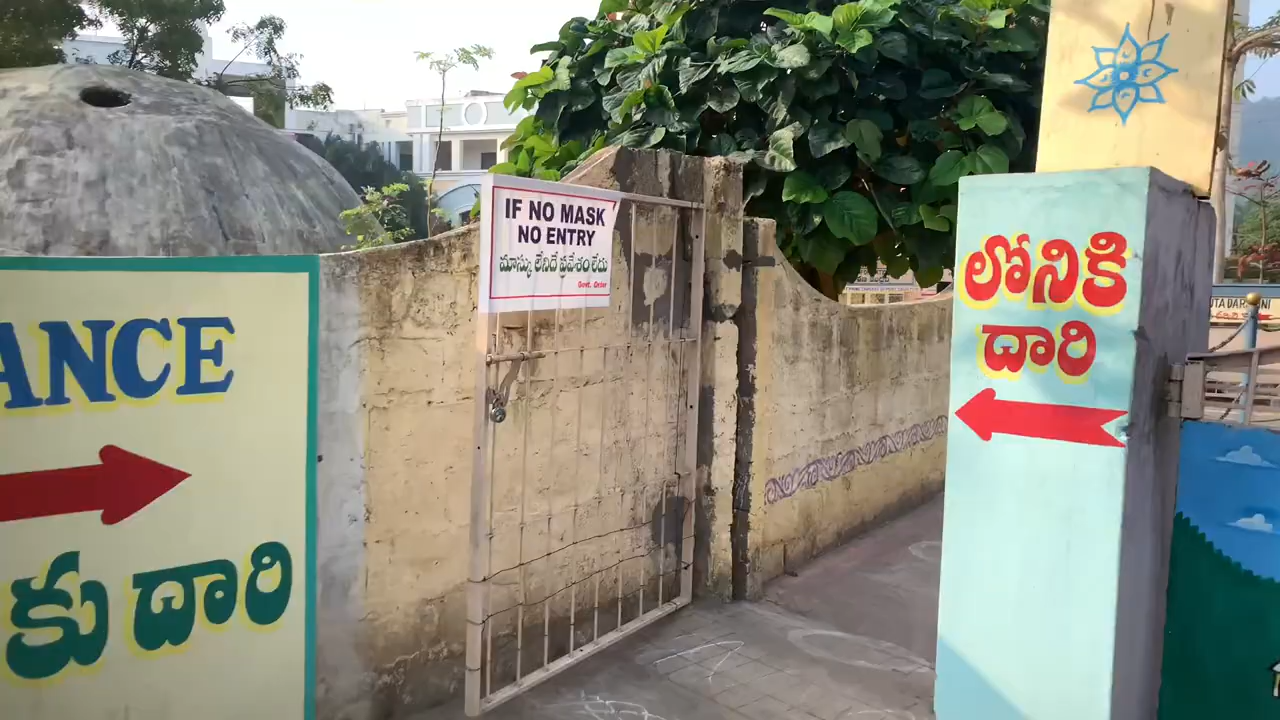 ANCE
కు దారి
IF NO MASK
NO ENTRY
మాస్కు లేనిదే ప్రవేశం లేదు
Govt. Order
లోనికి
దారి